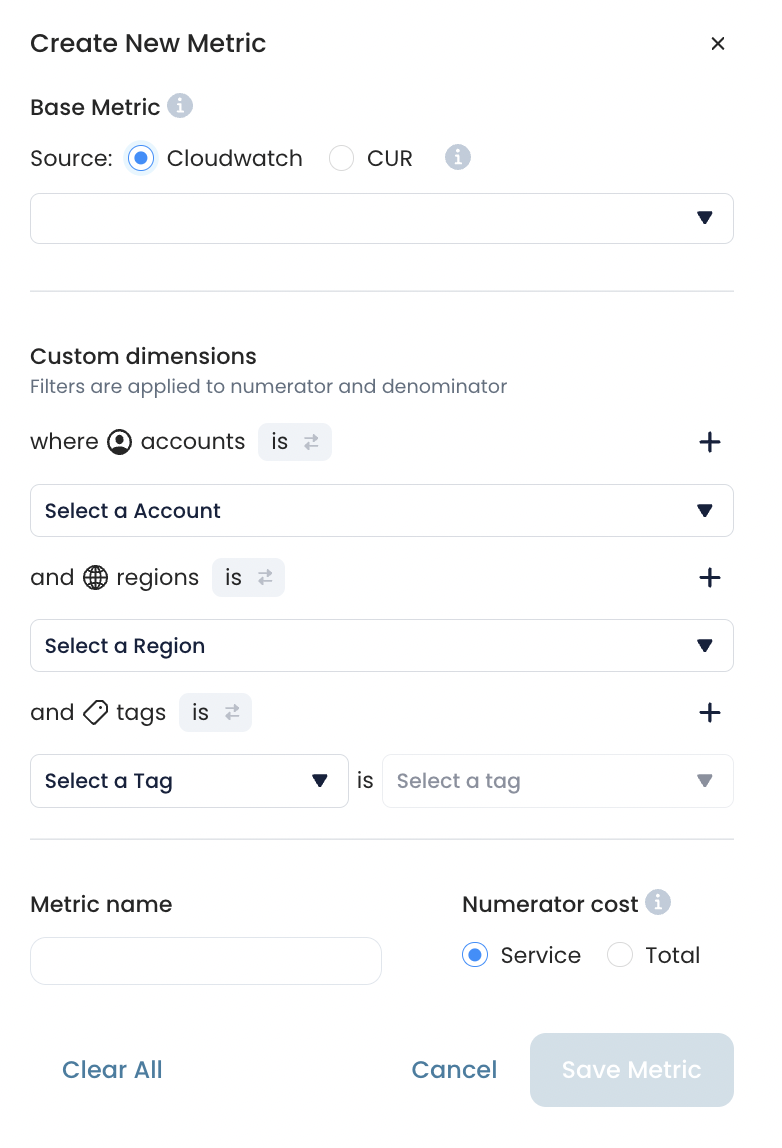 Create New Metric
Base Metric
Source: Cloudwatch CUR
Custom dimensions
Filters are applied to numerator and denominator
where accounts is
Select a Account
and regions is
Select a Region
and tags is
Select a Tag is Select a tag
Metric name Numerator cost
Service Total
Clear All Cancel Save Metric